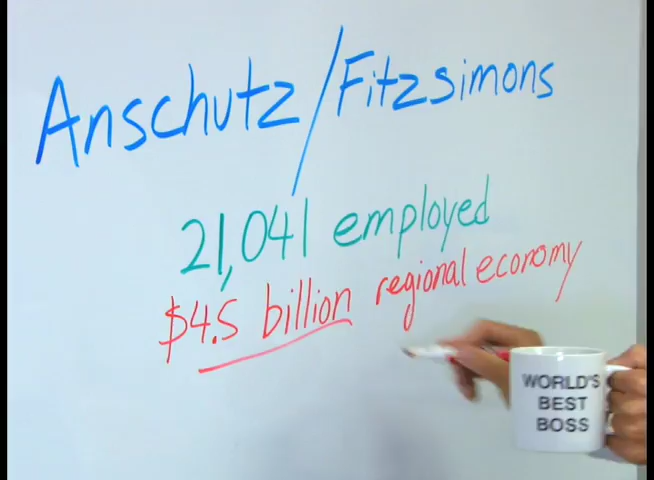 Anschutz/Fitzsimons
21,041 employed
$4.5 billion regional economy
WORLD'S
BEST
BOSS